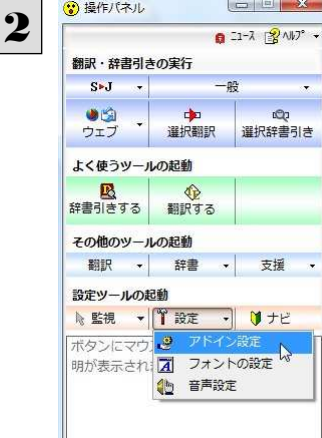 2
操作パネル
ニュース ヘルプ
翻訳・辞書引きの実行
S▸J 一般
ウェブ 選択翻訳 選択辞書引き
よく使うツールの起動
辞書引きする 翻訳する
その他のツールの起動
翻訳 辞書 支援
設定ツールの起動
監視 設定 ナビ
ボタンにマウ
明が表示され
アドイン設定
フォントの設定
音声設定